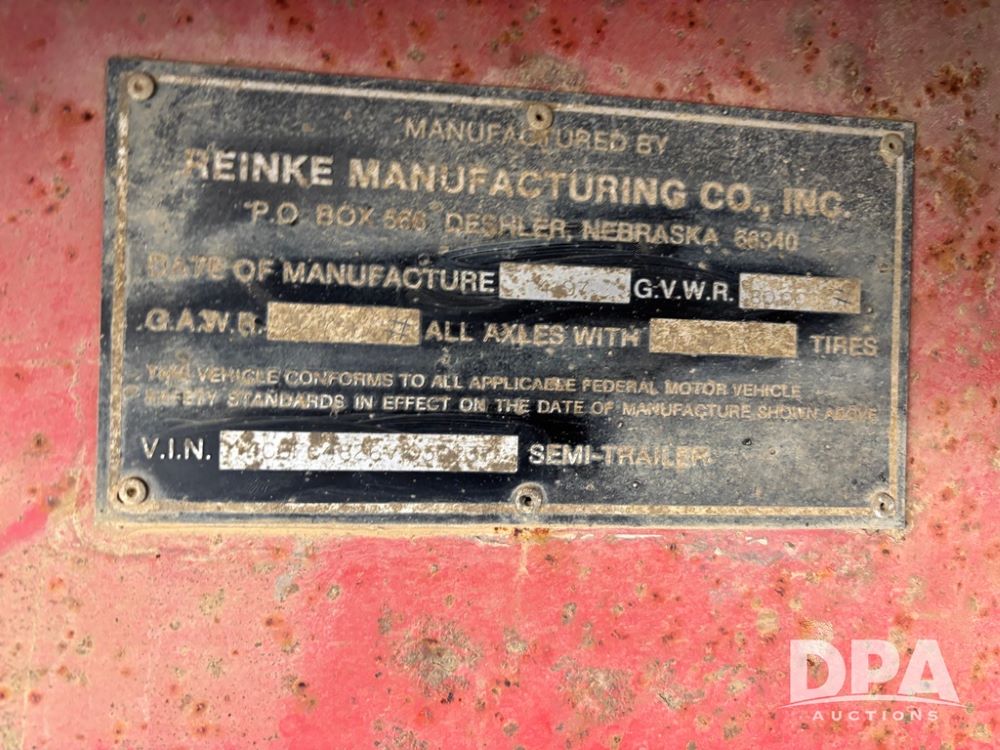 MANUFACTURED BY
REINKE MANUFACTURING CO., INC.
P.O. BOX 566 DESHLER, NEBRASKA 68340
DATE OF MANUFACTURE G.V.W.R.
G.A.W.R. # ALL AXLES WITH TIRES
THIS VEHICLE CONFORMS TO ALL APPLICABLE FEDERAL MOTOR VEHICLE
SAFETY STANDARDS IN EFFECT ON THE DATE OF MANUFACTURE SHOWN ABOVE
V.I.N. SEMI-TRAILER
DPA
AUCTIONS